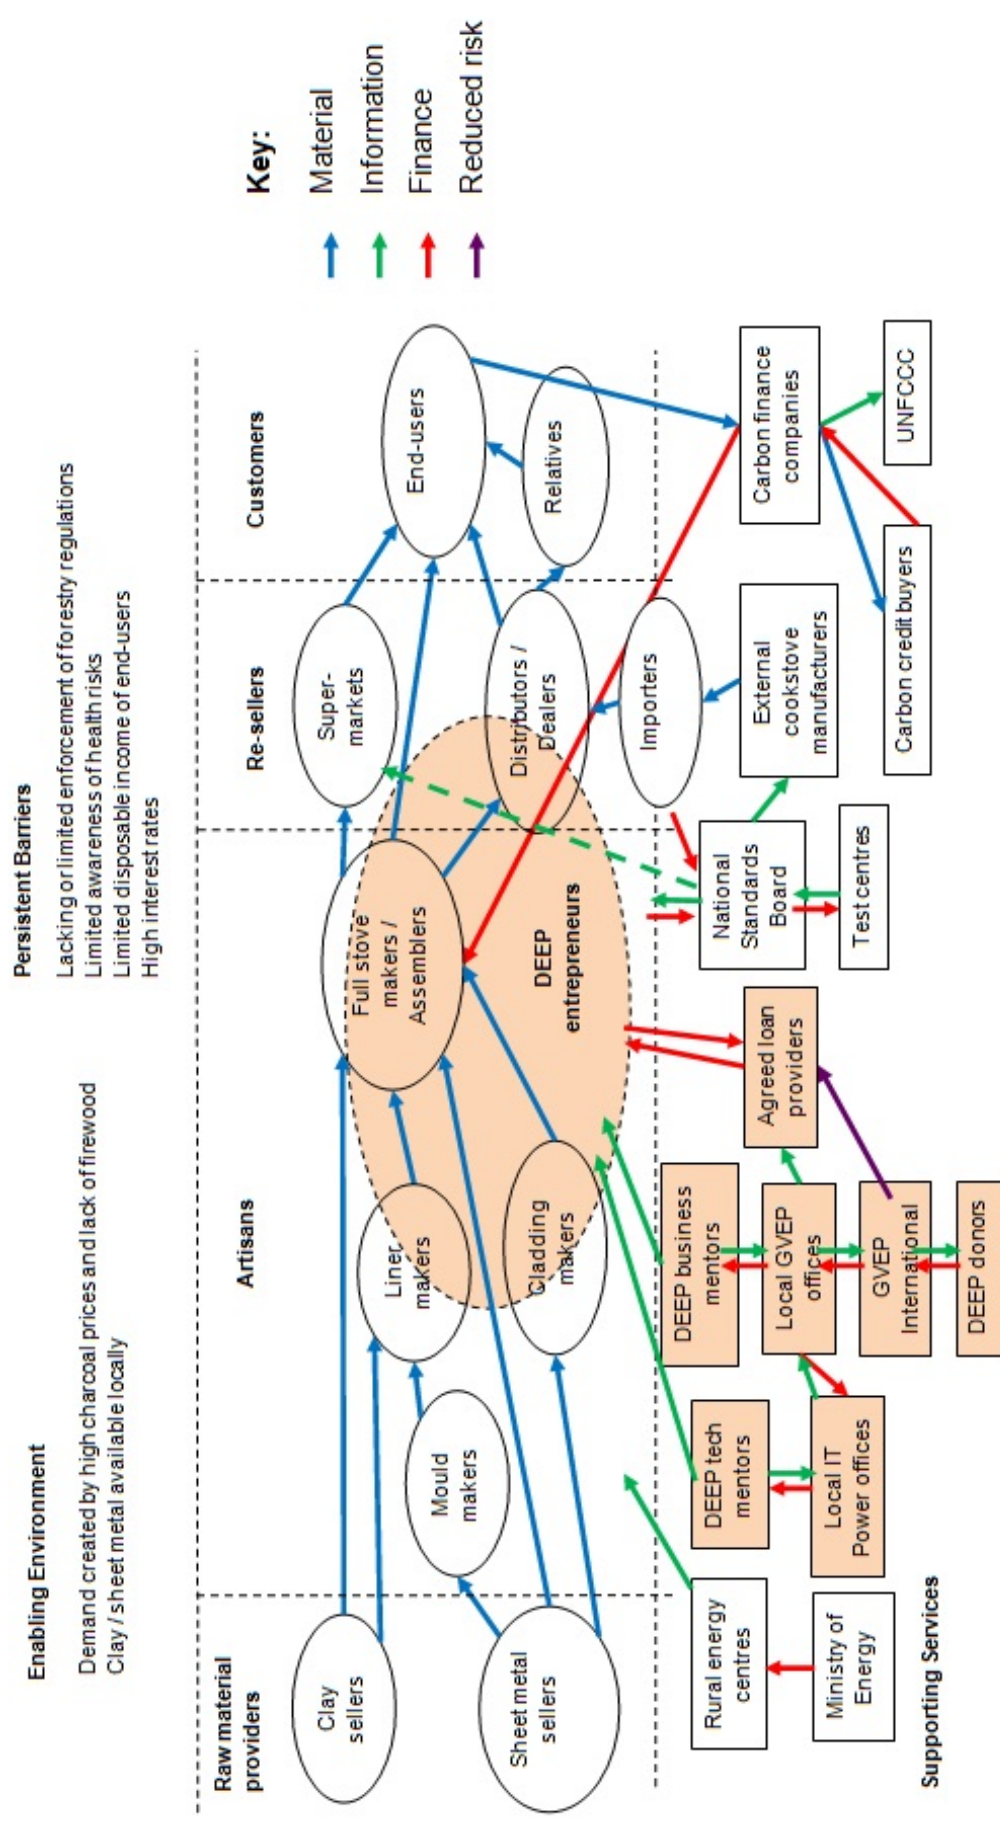 Enabling Environment
Demand created by high charcoal prices and lack of firewood
Clay / sheet metal available locally
Persistent Barriers
Lacking or limited enforcement of forestry regulations
Limited awareness of health risks
Limited disposable income of end-users
High interest rates
Raw material
providers
Artisans
Re-sellers
Customers
Key:
Material
Information
Finance
Reduced risk
Clay
sellers
Sheet metal
sellers
Mould
makers
Liner
makers
Cladding
makers
Full stove
makers /
Assemblers
DEEP
entrepreneurs
Super-
markets
Distributors /
Dealers
Importers
End-users
Relatives
Rural energy
centres
Ministry of
Energy
DEEP tech
mentors
Local IT
Power offices
DEEP business
mentors
Local GVEP
offices
GVEP
International
DEEP donors
Agreed loan
providers
National
Standards
Board
Test centres
External
cookstove
manufacturers
Carbon credit buyers
Carbon finance
companies
UNFCCC
Supporting Services